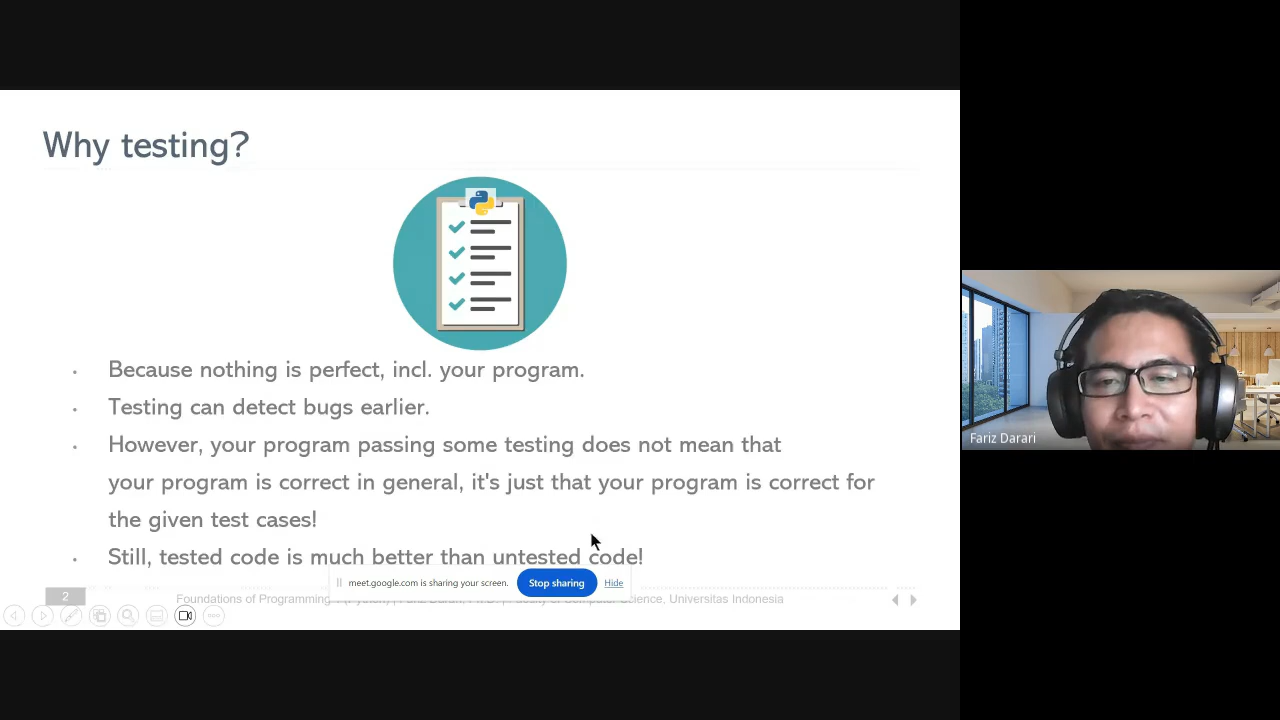 Why testing?
Because nothing is perfect, incl. your program.
Testing can detect bugs earlier.
However, your program passing some testing does not mean that
your program is correct in general, it's just that your program is correct for
the given test cases!
Still, tested code is much better than untested code!
meet.google.com is sharing your screen.
Stop sharing
Hide
2
Foundations of Programming
Science, Universitas Indonesia
Fariz Darari